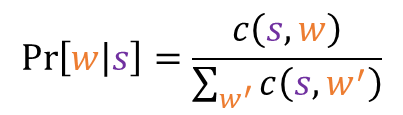 Pr[w|s] = c(s, w) / ∑w′ c(s, w′)